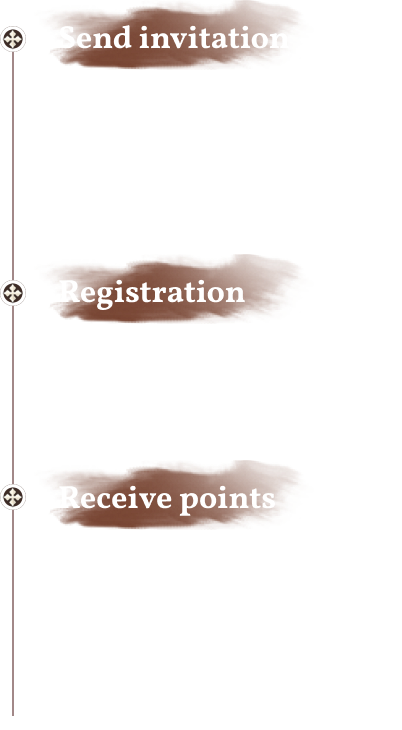 Send invitation
Registration
Receive points